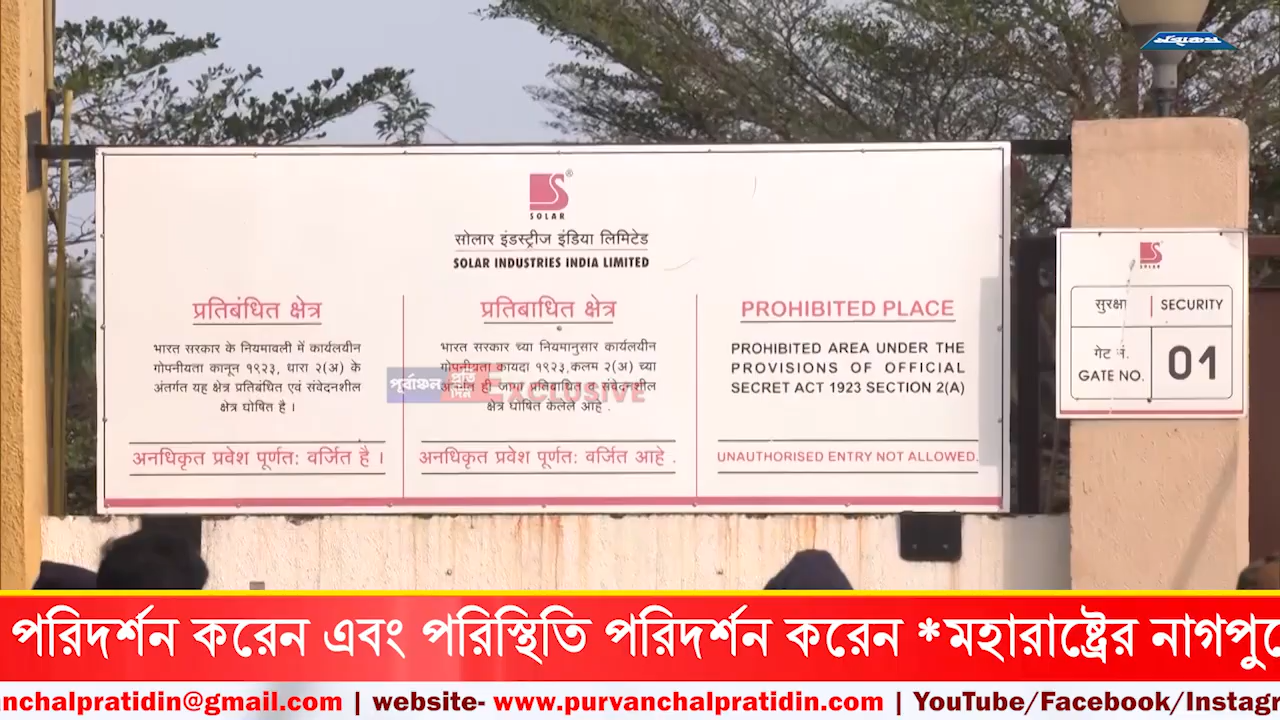 SOLAR
सोलार इंडस्ट्रीज इंडिया लिमिटेड
SOLAR INDUSTRIES INDIA LIMITED
प्रतिबंधित क्षेत्र
भारत सरकार के नियमावली में कार्यलयीन
गोपनीयता कानून १९२३, धारा २(अ) के
अंतर्गत यह क्षेत्र प्रतिबंधित एवं संवेदनशील
क्षेत्र घोषित है ।
अनधिकृत प्रवेश पूर्णत: वर्जित है ।
प्रतिबाधित क्षेत्र
भारत सरकार च्या नियमानुसार कार्यलयीन
गोपनीयता कायदा १९२३,कलम २(अ) च्या
ही जागा प्रतिबाधित व संवेदनशील
क्षेत्र घोषित केलेले आहे .
अनधिकृत प्रवेश पूर्णत: वर्जित आहे .
PROHIBITED PLACE
PROHIBITED AREA UNDER THE
PROVISIONS OF OFFICIAL
SECRET ACT 1923 SECTION 2(A)
UNAUTHORISED ENTRY NOT ALLOWED.
SOLAR
सुरक्षा SECURITY
गेट नं.
GATE NO. 01
পূর্বাঞ্চল প্রতিদিন EXCLUSIVE
পরিদর্শন করেন এবং পরিস্থিতি পরিদর্শন করেন *মহারাষ্ট্রের নাগপুরে
nchalpratidin@gmail.com | website- www.purvanchalpratidin.com | YouTube/Facebook/Instagr